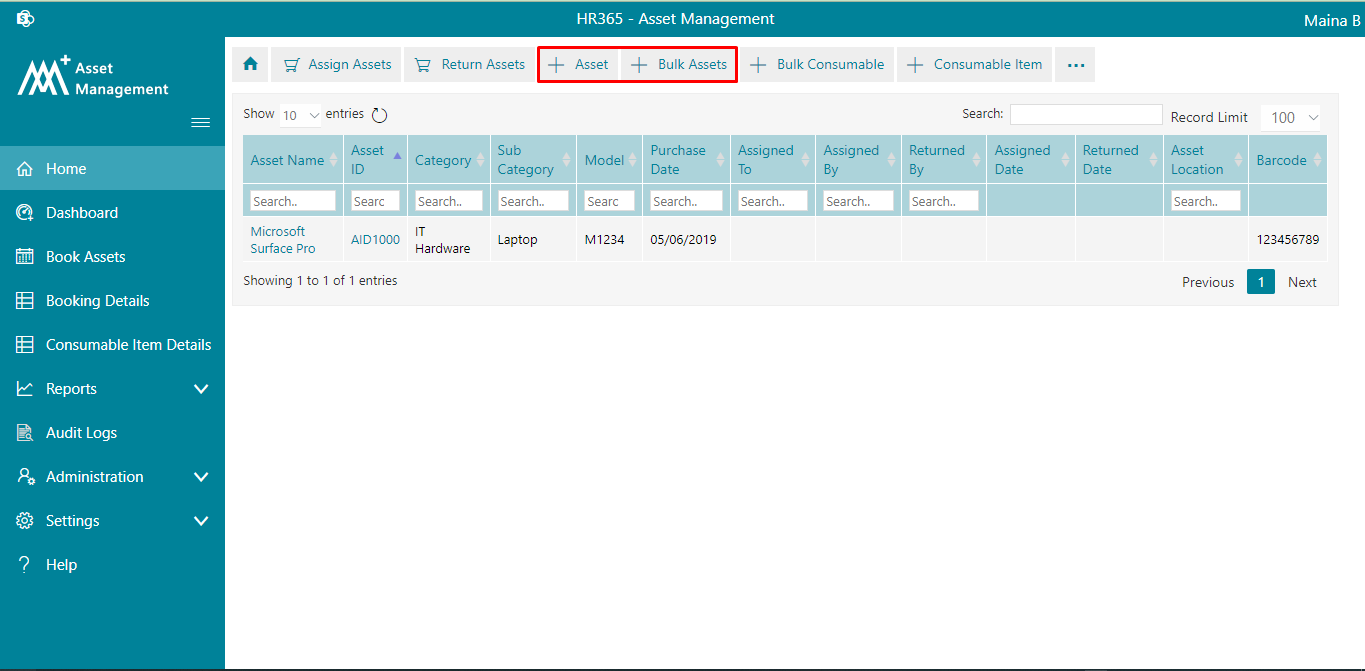 HR365 - Asset Management
Maina B
Asset
Management
Home
Dashboard
Book Assets
Booking Details
Consumable Item Details
Reports
Audit Logs
Administration
Settings
Help
Assign Assets Return Assets Asset Bulk Assets Bulk Consumable Consumable Item ...
Show 10 entries Search: Record Limit 100
Asset Name Asset ID Category Sub Category Model Purchase Date Assigned To Assigned By Returned By Assigned Date Returned Date Asset Location Barcode
Search.. Searc Search.. Search.. Searc Search.. Search.. Search.. Search.. Search..
Microsoft Surface Pro AID1000 IT Hardware Laptop M1234 05/06/2019 123456789
Showing 1 to 1 of 1 entries Previous 1 Next